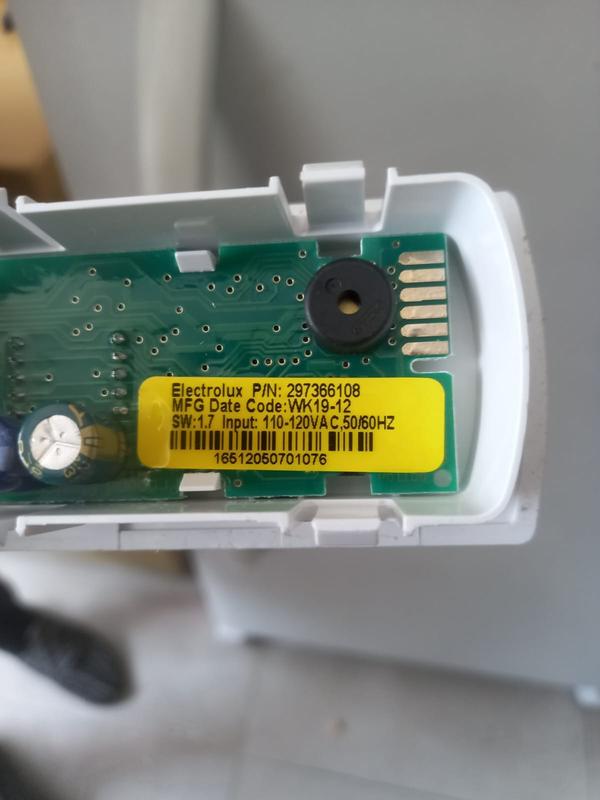 Electrolux P/N: 297366108
MFG Date Code:WK19-12
SW:1.7 Input: 110-120VAC,50/60HZ
16512050701076